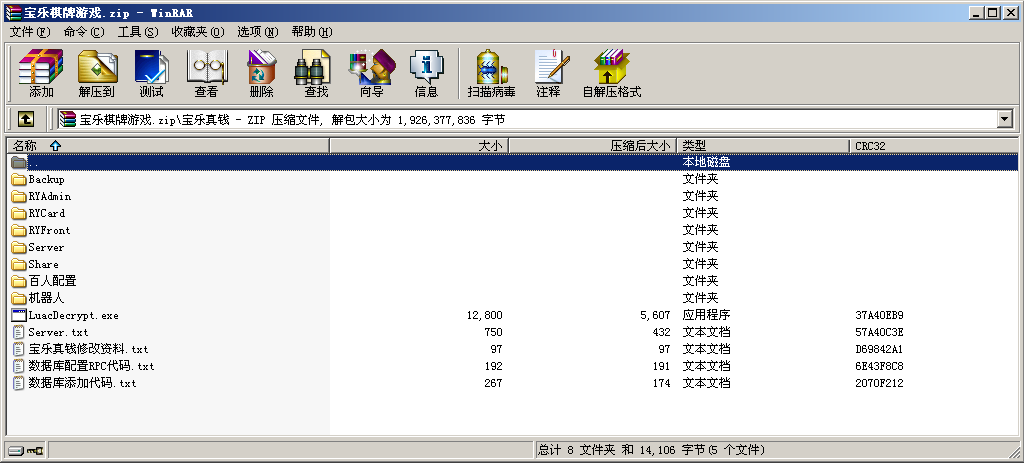 宝乐棋牌游戏.zip - WinRAR
文件(F) 命令(C) 工具(S) 收藏夹(O) 选项(N) 帮助(H)
添加 解压到 测试 查看 删除 查找 向导 信息 扫描病毒 注释 自解压格式
宝乐棋牌游戏.zip\宝乐真钱 - ZIP 压缩文件, 解包大小为 1,926,377,836 字节
名称 大小 压缩后大小 类型 CRC32
.. 本地磁盘
Backup 文件夹
RYAdmin 文件夹
RYCard 文件夹
RYFront 文件夹
Server 文件夹
Share 文件夹
百人配置 文件夹
机器人 文件夹
LuacDecrypt.exe 12,800 5,607 应用程序 37A40EB9
Server.txt 750 432 文本文档 57A40C3E
宝乐真钱修改资料.txt 97 97 文本文档 D69842A1
数据库配置RPC代码.txt 192 191 文本文档 6E43F8C8
数据库添加代码.txt 267 174 文本文档 2070F212
总计 8 文件夹 和 14,106 字节(5 个文件)